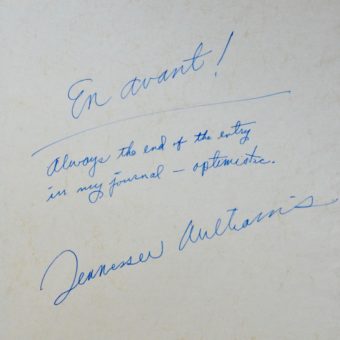 En avant!
Always the end of the entry
in my journal — optimistic.
Tennessee Williams